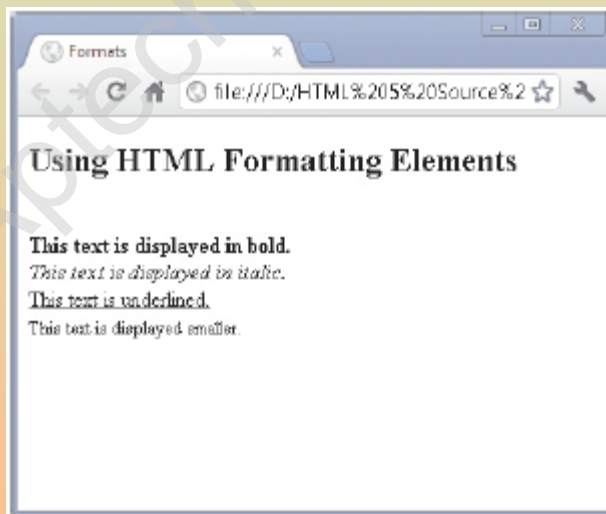 Formats
file:///D:/HTML%205%20Source%2
Using HTML Formatting Elements
This text is displayed in bold.
This text is displayed in italic.
This text is underlined.
This text is displayed smaller.
Aptech